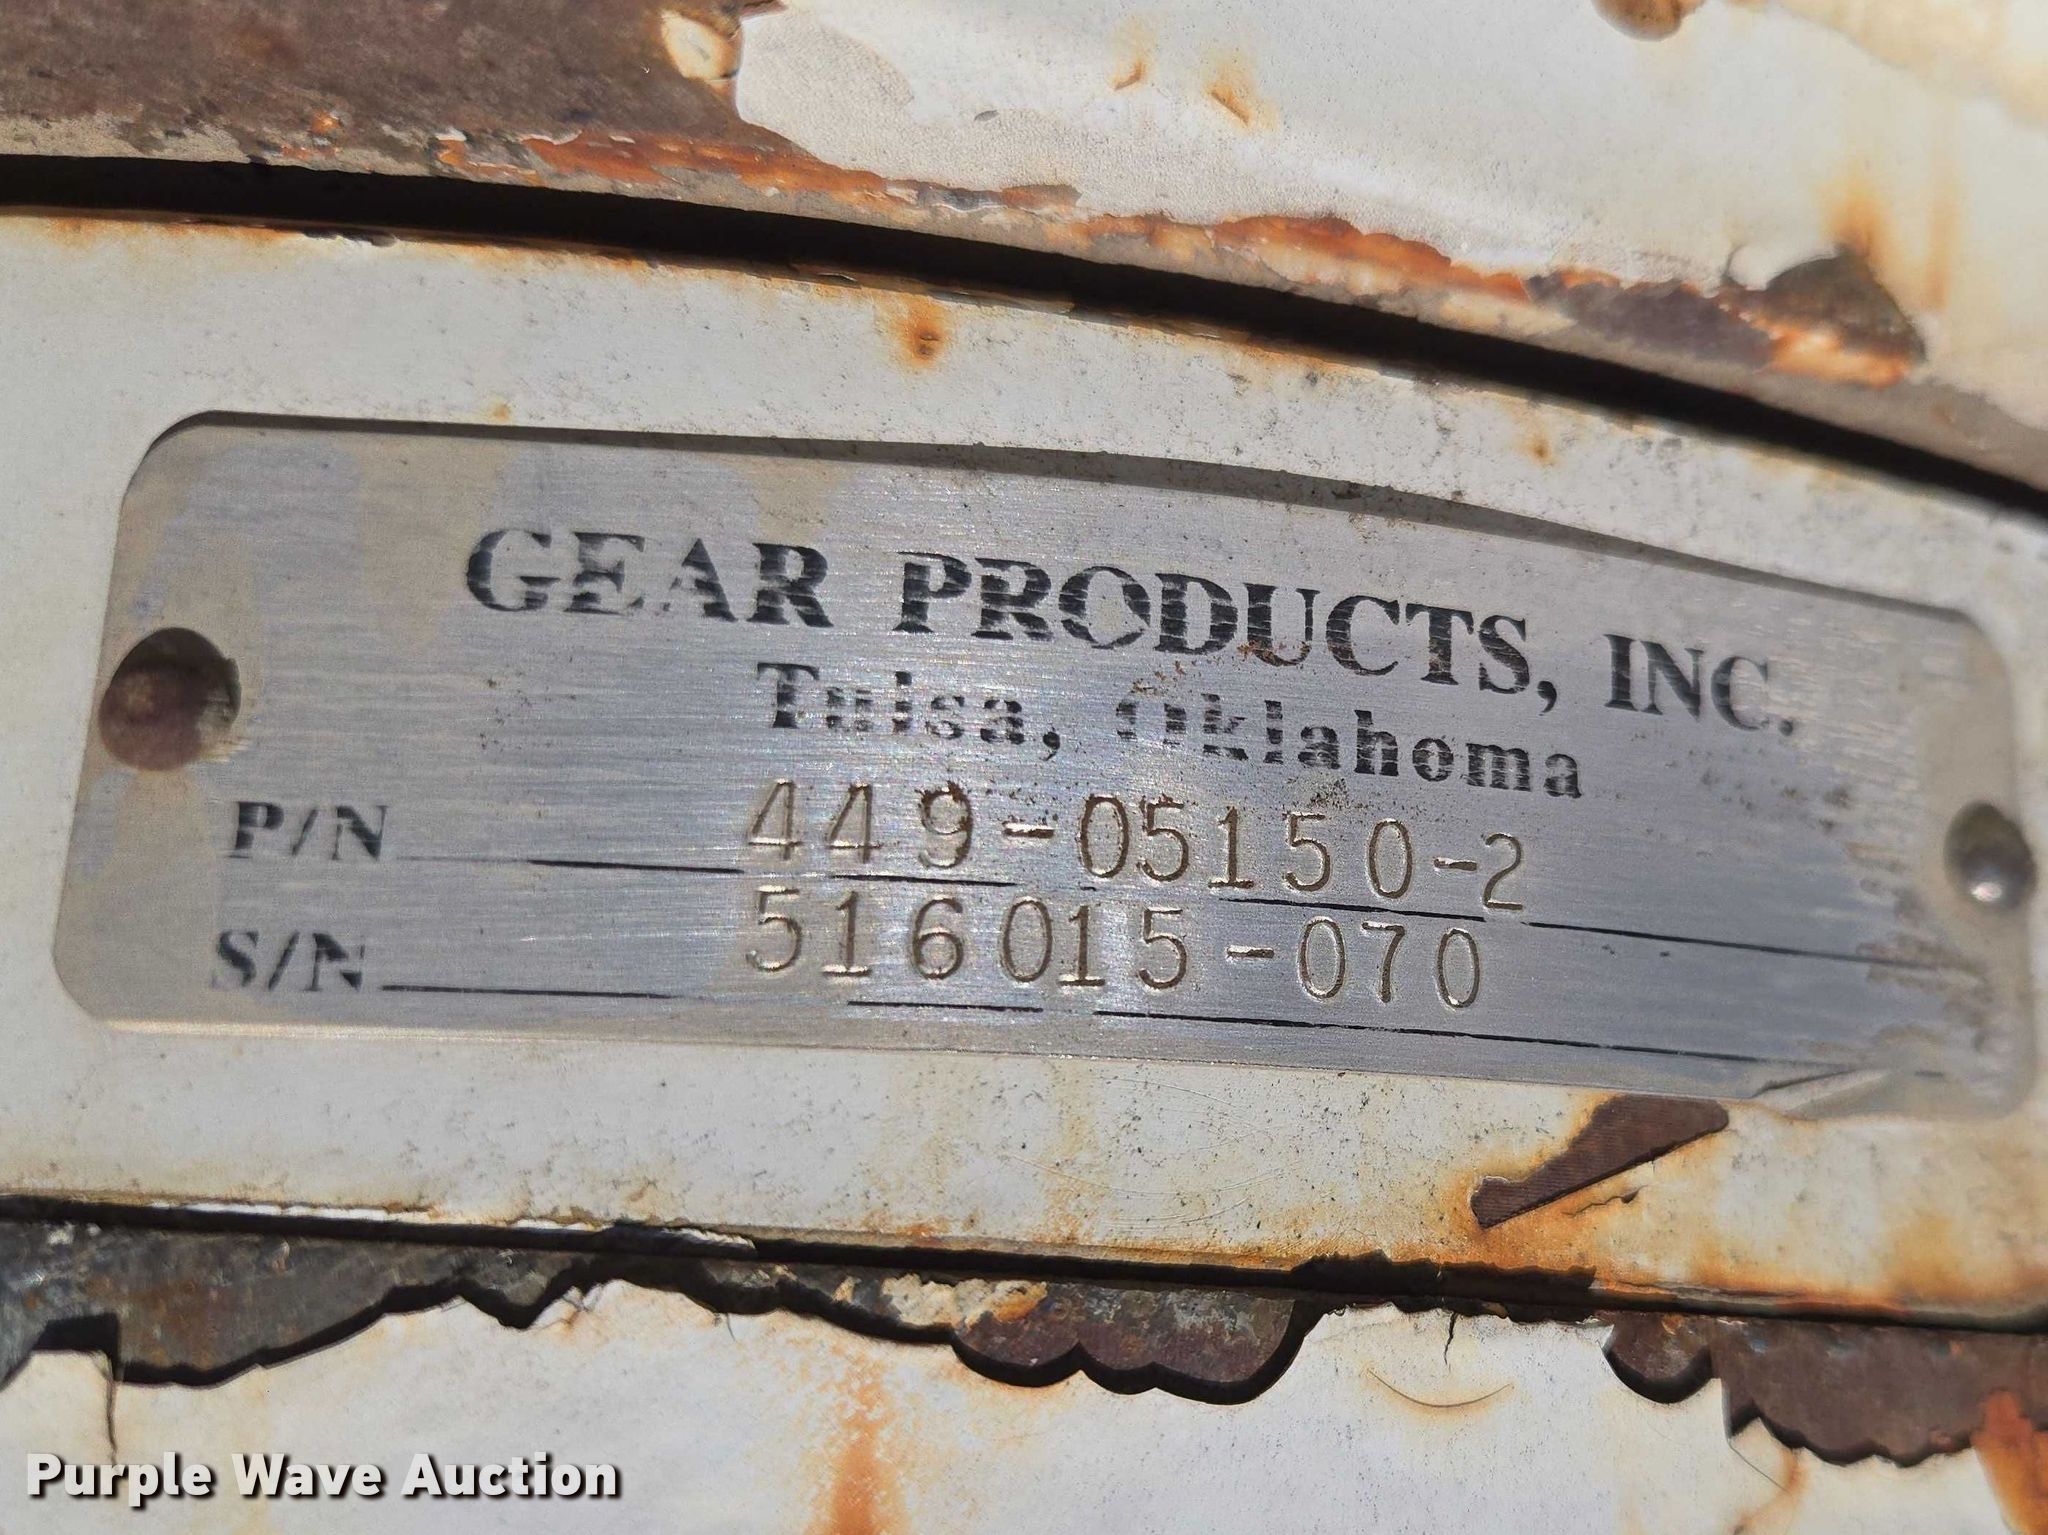 GEAR PRODUCTS, INC.
Tulsa, Oklahoma
P/N 449-05150-2
S/N 516015-070
Purple Wave Auction